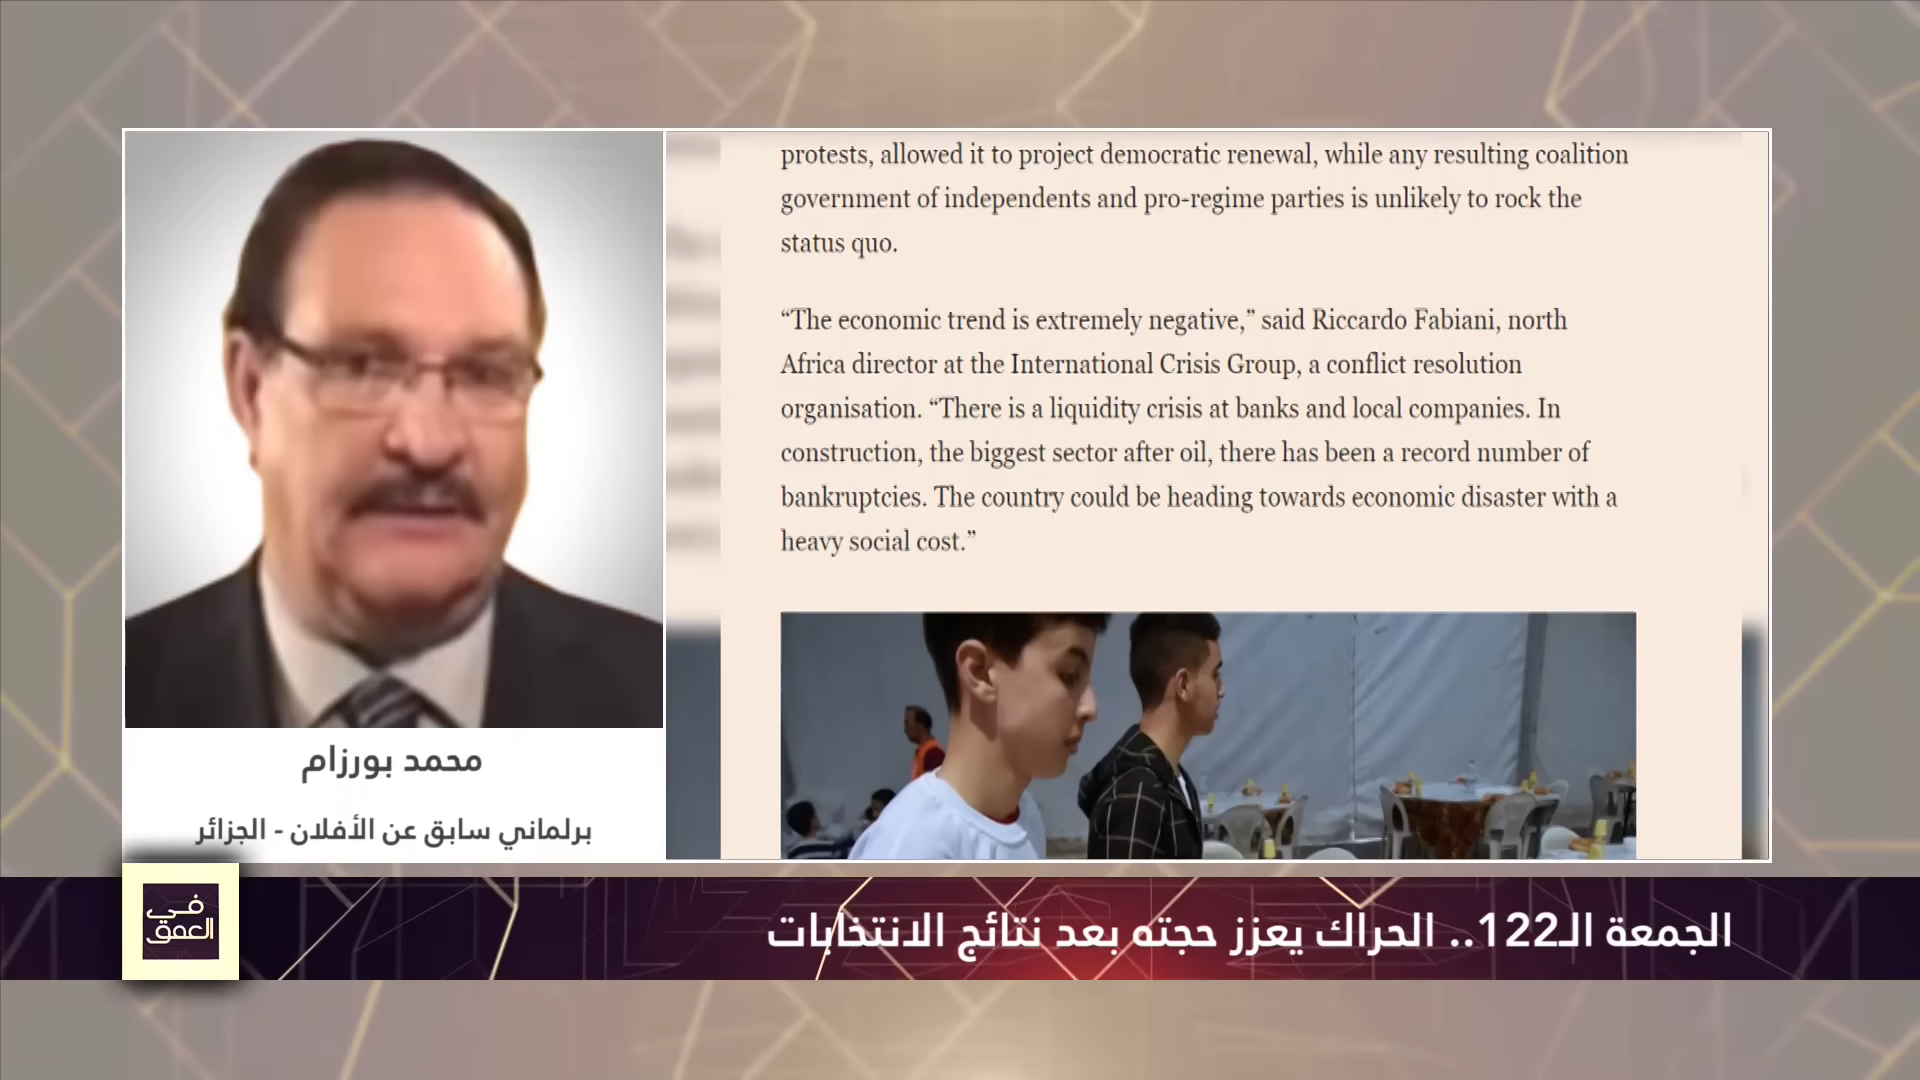 protests, allowed it to project democratic renewal, while any resulting coalition
government of independents and pro-regime parties is unlikely to rock the
status quo.
“The economic trend is extremely negative,” said Riccardo Fabiani, north
Africa director at the International Crisis Group, a conflict resolution
organisation. “There is a liquidity crisis at banks and local companies. In
construction, the biggest sector after oil, there has been a record number of
bankruptcies. The country could be heading towards economic disaster with a
heavy social cost.”
محمد بورزام
برلماني سابق عن الأفلان - الجزائر
في
العمق
الجمعة الـ122.. الحراك يعزز حجته بعد نتائج الانتخابات